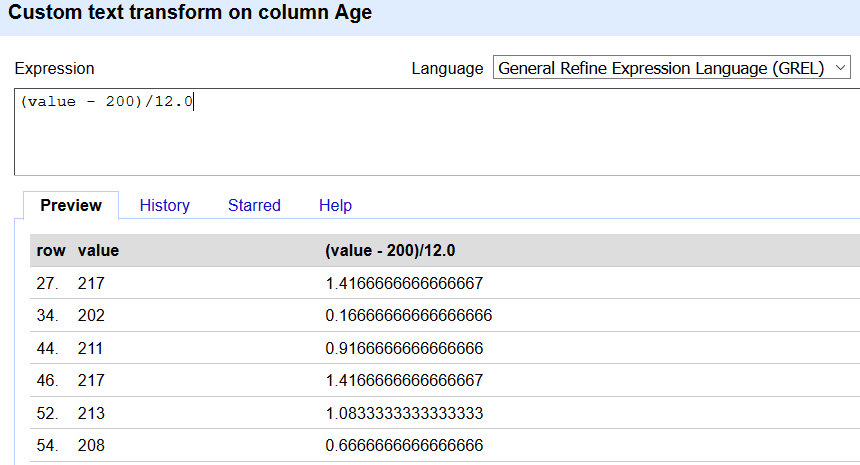 Custom text transform on column Age
Expression Language General Refine Expression Language (GREL)
(value - 200)/12.0
Preview History Starred Help
row value (value - 200)/12.0
27. 217 1.4166666666666667
34. 202 0.16666666666666666
44. 211 0.9166666666666666
46. 217 1.4166666666666667
52. 213 1.0833333333333333
54. 208 0.6666666666666666